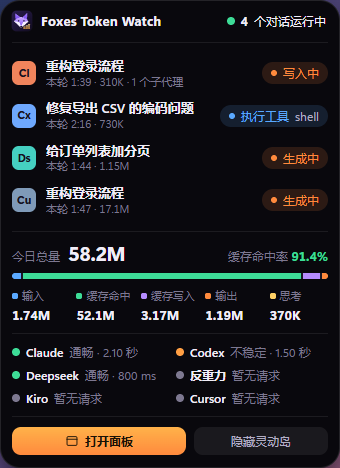 Foxes Token Watch
4 个对话运行中
Cl
重构登录流程
本轮 1:39 · 310K · 1 个子代理
写入中
Cx
修复导出 CSV 的编码问题
本轮 2:16 · 730K
执行工具 shell
Ds
给订单列表加分页
本轮 1:44 · 1.15M
生成中
Cu
重构登录流程
本轮 1:47 · 17.1M
生成中
今日总量 58.2M
缓存命中率 91.4%
输入 缓存命中 缓存写入 输出 思考
1.74M 52.1M 3.17M 1.19M 370K
Claude 通畅 · 2.10 秒
Codex 不稳定 · 1.50 秒
Deepseek 通畅 · 800 ms
反重力 暂无请求
Kiro 暂无请求
Cursor 暂无请求
打开面板
隐藏灵动岛